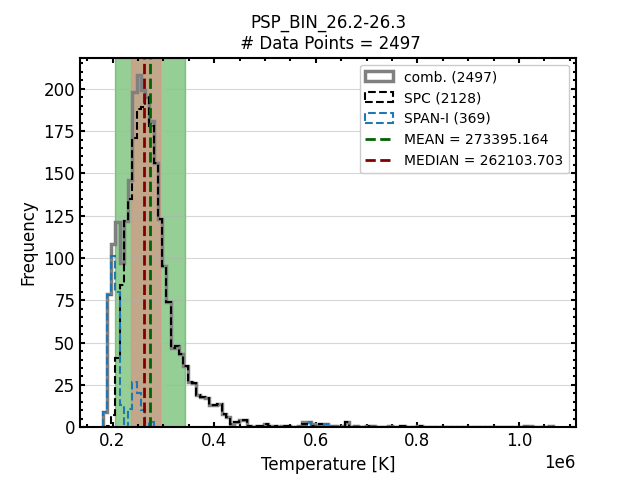 PSP_BIN_26.2-26.3
# Data Points = 2497
comb. (2497)
SPC (2128)
SPAN-I (369)
MEAN = 273395.164
MEDIAN = 262103.703
Frequency
200
175
150
125
100
75
50
25
0
0.2
0.4
0.6
0.8
1.0
1e6
Temperature [K]